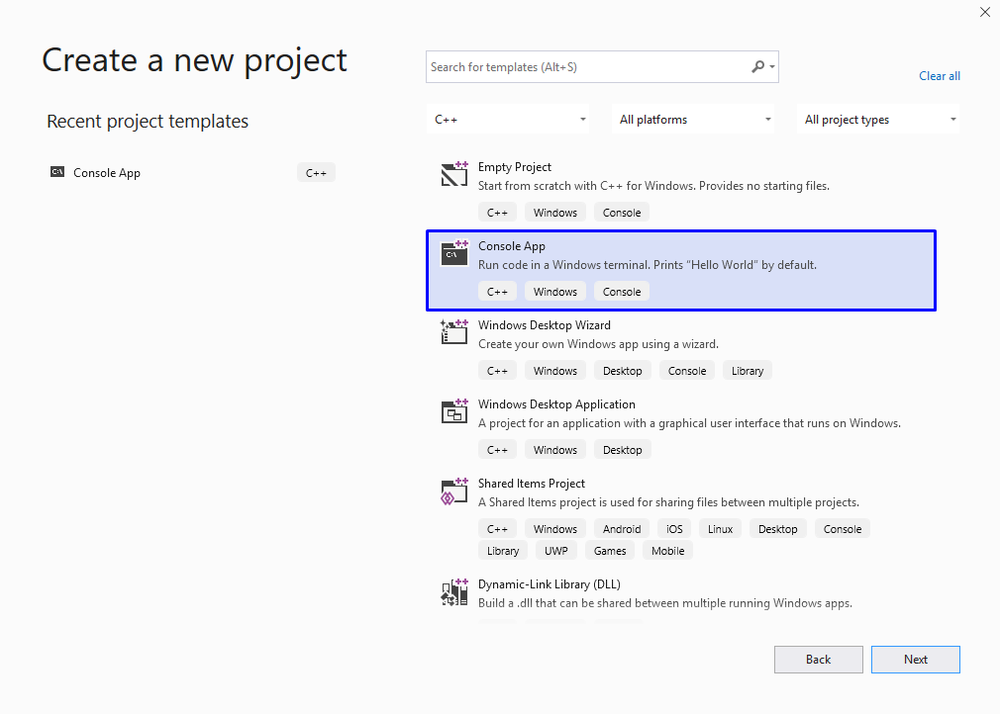 Create a new project
Search for templates (Alt+S)
Clear all
C++
All platforms
All project types
Recent project templates
Console App
C++
Empty Project
Start from scratch with C++ for Windows. Provides no starting files.
C++ Windows Console
C:\
Console App
Run code in a Windows terminal. Prints "Hello World" by default.
C++ Windows Console
Windows Desktop Wizard
Create your own Windows app using a wizard.
C++ Windows Desktop Console Library
Windows Desktop Application
A project for an application with a graphical user interface that runs on Windows.
C++ Windows Desktop
Shared Items Project
A Shared Items project is used for sharing files between multiple projects.
C++ Windows Android iOS Linux Desktop Console
Library UWP Games Mobile
Dynamic-Link Library (DLL)
Build a .dll that can be shared between multiple running Windows apps.
Back
Next